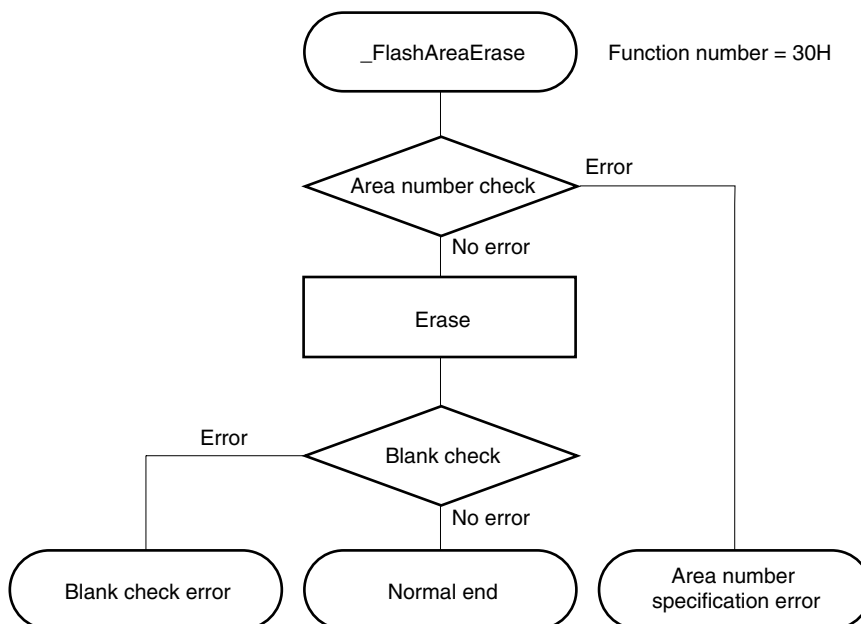 _FlashAreaErase
Function number = 30H
Area number check
Error
No error
Erase
Error
Blank check
No error
Blank check error
Normal end
Area number
specification error